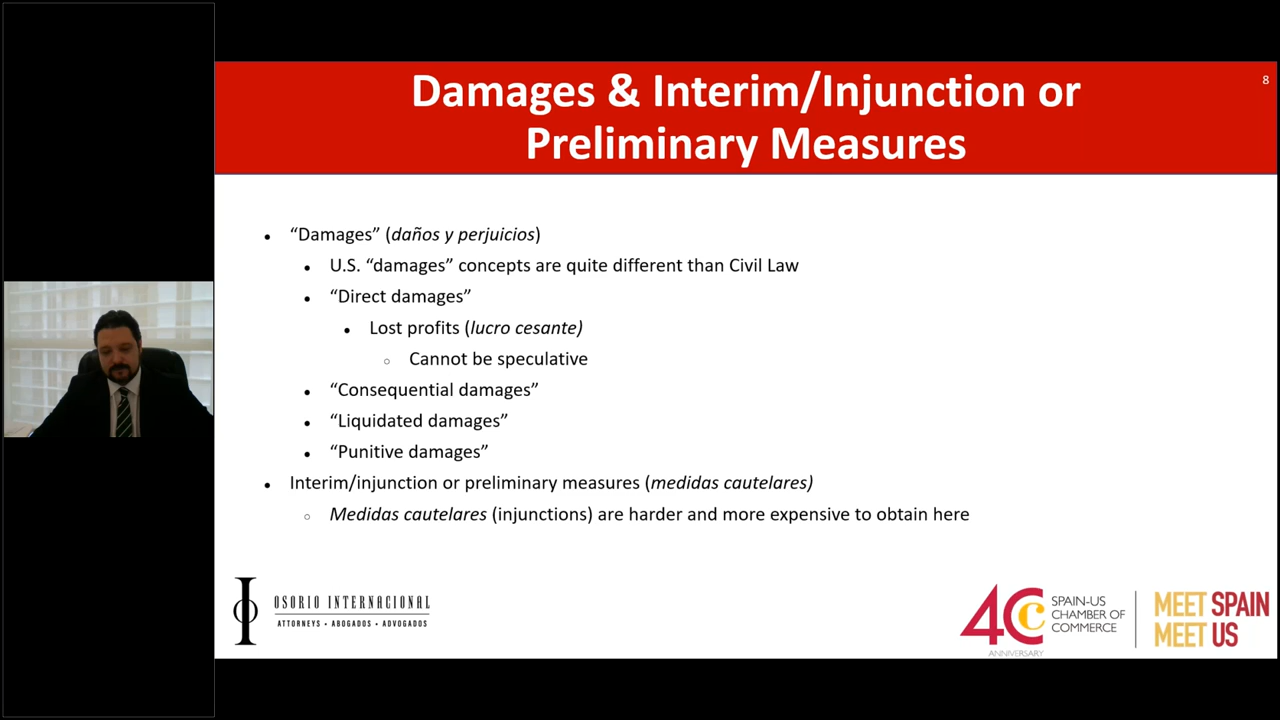 Damages & Interim/Injunction or
Preliminary Measures
8
“Damages” (daños y perjuicios)
U.S. “damages” concepts are quite different than Civil Law
“Direct damages”
Lost profits (lucro cesante)
Cannot be speculative
“Consequential damages”
“Liquidated damages”
“Punitive damages”
Interim/injunction or preliminary measures (medidas cautelares)
Medidas cautelares (injunctions) are harder and more expensive to obtain here
OSORIO INTERNACIONAL
ATTORNEYS • ABOGADOS • ADVOGADOS
4C
c
ANNIVERSARY
SPAIN-US
CHAMBER OF
COMMERCE
MEET SPAIN
MEET US